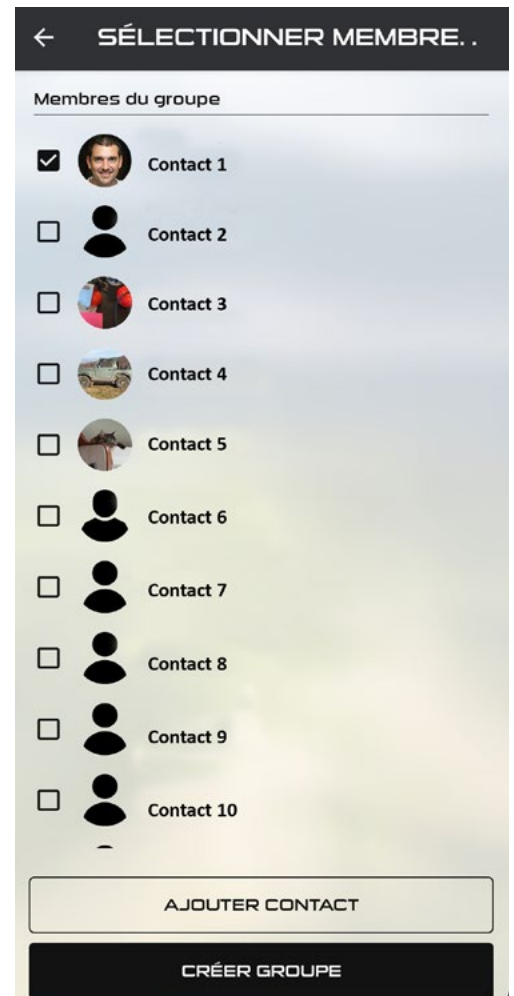 SÉLECTIONNER MEMBRE. .
Membres du groupe
Contact 1
Contact 2
Contact 3
Contact 4
Contact 5
Contact 6
Contact 7
Contact 8
Contact 9
Contact 10
AJOUTER CONTACT
CRÉER GROUPE